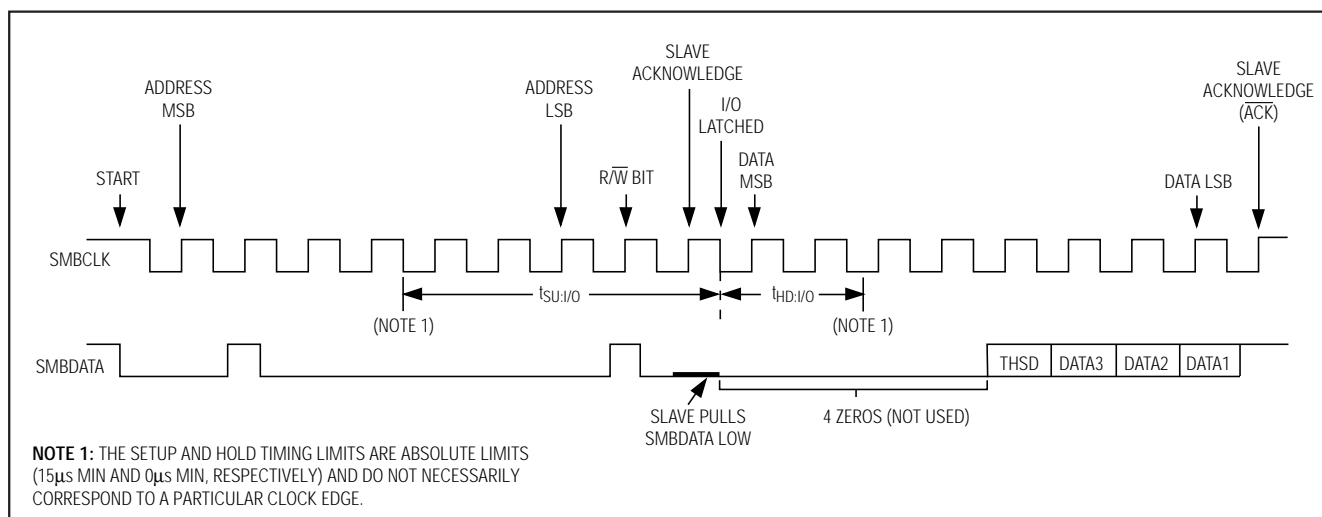 SLAVE
ACKNOWLEDGE
ADDRESS
MSB
ADDRESS
LSB
I/O
LATCHED
SLAVE
ACKNOWLEDGE
(A̅C̅K̅)
START
R/W̅ BIT
DATA
MSB
DATA LSB
SMBCLK
tSU:I/O
tHD:I/O
(NOTE 1)
(NOTE 1)
SMBDATA
THSD
DATA3
DATA2
DATA1
SLAVE PULLS
SMBDATA LOW
4 ZEROS (NOT USED)
NOTE 1: THE SETUP AND HOLD TIMING LIMITS ARE ABSOLUTE LIMITS
(15μs MIN AND 0μs MIN, RESPECTIVELY) AND DO NOT NECESSARILY
CORRESPOND TO A PARTICULAR CLOCK EDGE.